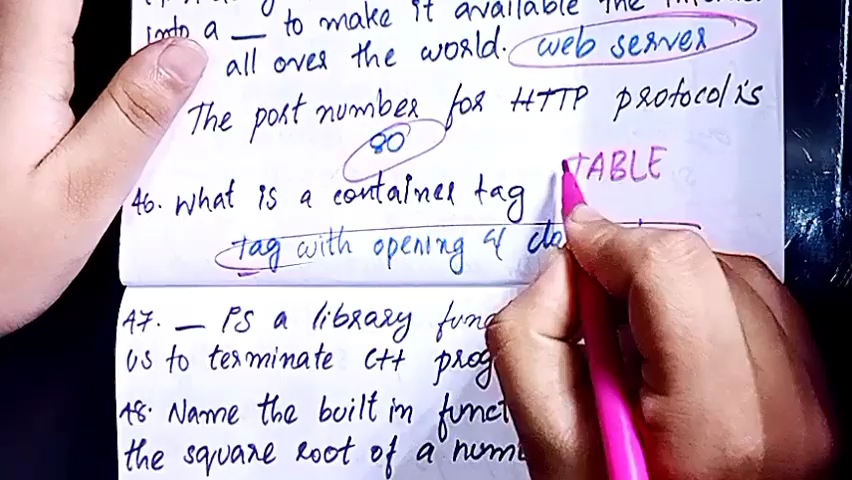 into a __ to make it available the
all over the world. web server
The port number for HTTP protocol is
80
46. What is a container tag TABLE
tag with opening &
47. __ Is a library
us to terminate C++
48. Name the built in
the square root of a